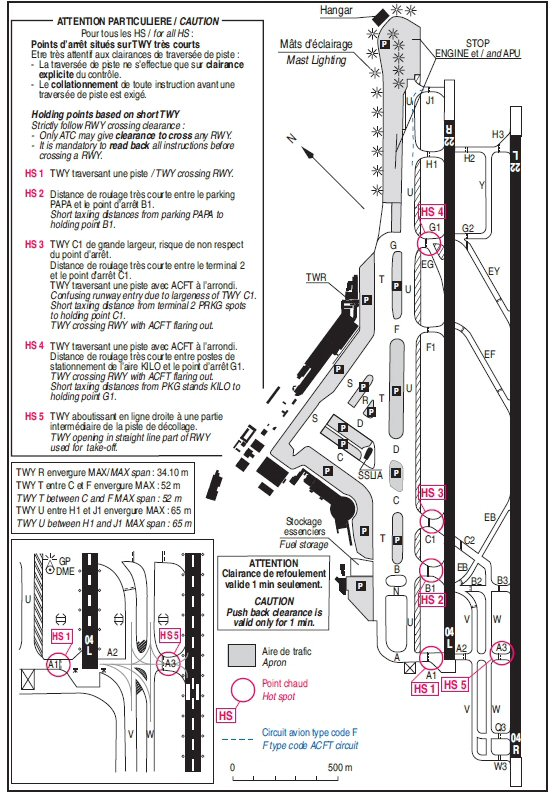 ATTENTION PARTICULIERE / CAUTION
Pour tous les HS / for all HS :
Points d'arrêt situés sur TWY très courts
Etre très attentif aux clairances de traversée de piste :
- La traversée de piste ne s'effectue que sur clairance
explicite du contrôle.
- Le collationnement de toute instruction avant une
traversée de piste est exigé.
Holding points based on short TWY
Strictly follow RWY crossing clearance :
- Only ATC may give clearance to cross any RWY.
- It is mandatory to read back all instructions before
crossing a RWY.
HS 1 TWY traversant une piste / TWY crossing RWY.
HS 2 Distance de roulage très courte entre le parking
PAPA et le point d'arrêt B1.
Short taxiing distances from parking PAPA to
holding point B1.
HS 3 TWY C1 de grande largeur, risque de non respect
du point d'arrêt.
Distance de roulage très courte entre le terminal 2
et le point d'arrêt C1.
TWY traversant une piste avec ACFT à l'arrondi.
Confusing runway entry due to largeness of TWY C1.
Short taxiing distance from terminal 2 PRKG spots
to holding point C1.
TWY crossing RWY with ACFT flaring out.
HS 4 TWY traversant une piste avec ACFT à l'arrondi.
Distance de roulage très courte entre postes de
stationnement de l'aire KILO et le point d'arrêt G1.
TWY crossing RWY with ACFT flaring out.
Short taxiing distances from PKG stands KILO to
holding point G1.
HS 5 TWY aboutissant en ligne droite à une partie
intermédiaire de la piste de décollage.
TWY opening in straight line part of RWY
used for take-off.
TWY R envergure MAX/MAX span : 34.10 m
TWY T entre C et F envergure MAX : 52 m
TWY T between C and F MAX span : 52 m
TWY U entre H1 et J1 envergure MAX : 65 m
TWY U between H1 and J1 MAX span : 65 m
GP
DME
U
HS 1
A1
04
L
A2
HS 5
A3
V
W
Hangar
P
Mâts d'éclairage
Mast Lighting
STOP
ENGINE et / and APU
N
U
J1
22
R
H3
22
L
H1
H2
Y
U
HS 4
G1
G2
G
EG
EY
TWR
T
P
P
U
F
F1
EF
P
S
P
R
D
T
U
S
P
P
D
C
P
P
SSLIA
D
P
C
HS 3
C1
C2
EB
Stockage
essenciers
Fuel storage
T
P
U
B
EB
P
B1
B2
B3
N
HS 2
V
W
U
04
L
A
A2
A3
A1
HS 1
HS 5
V
W
Q3
04
R
W3
ATTENTION
Clairance de refoulement
valide 1 min seulement.
CAUTION
Push back clearance is
valid only for 1 min.
Aire de trafic
Apron
Point chaud
Hot spot
HS
Circuit avion type code F
F type code ACFT circuit
0 500 m